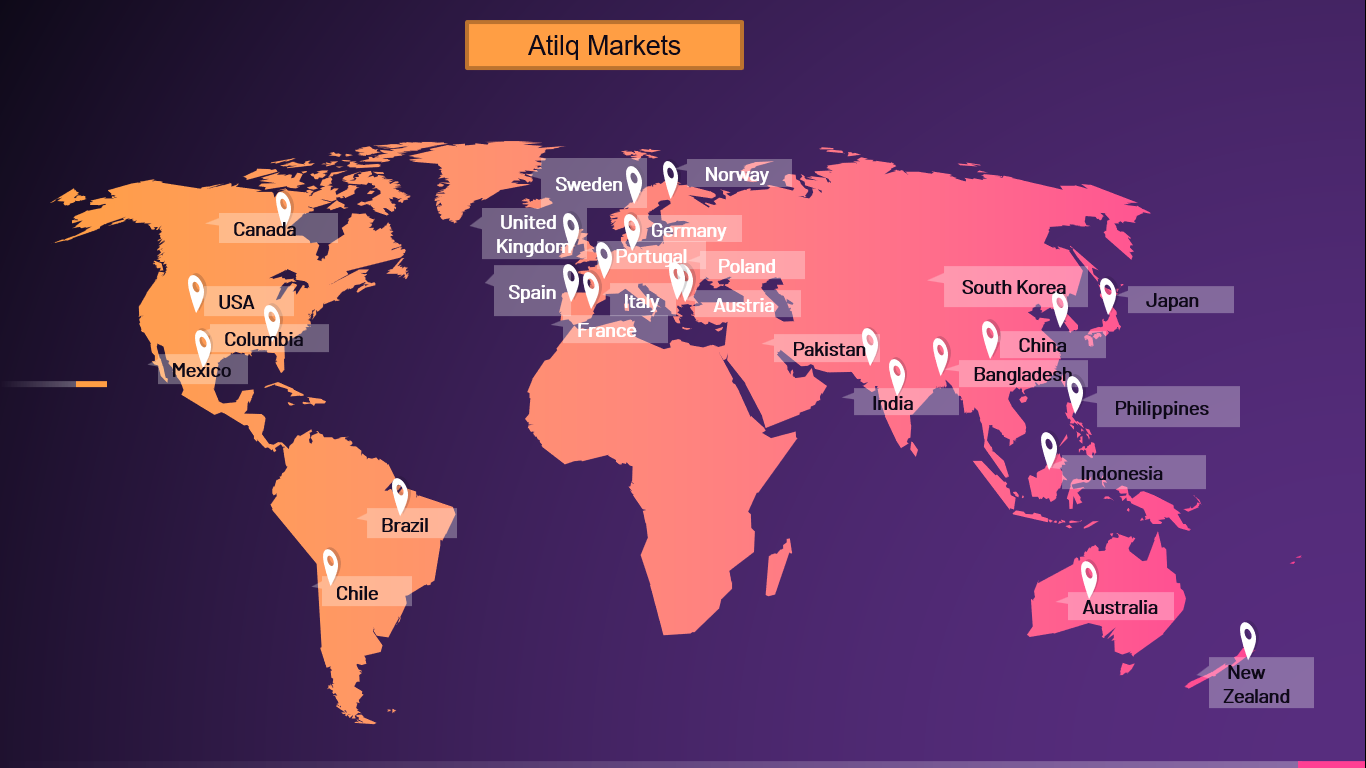 Atilq Markets
Norway
Sweden
United
Kingdom
Germany
Canada
Portugal
Poland
Spain
Italy
Austria
South Korea
Japan
USA
France
Columbia
China
Pakistan
Mexico
Bangladesh
India
Philippines
Indonesia
Brazil
Chile
Australia
New
Zealand